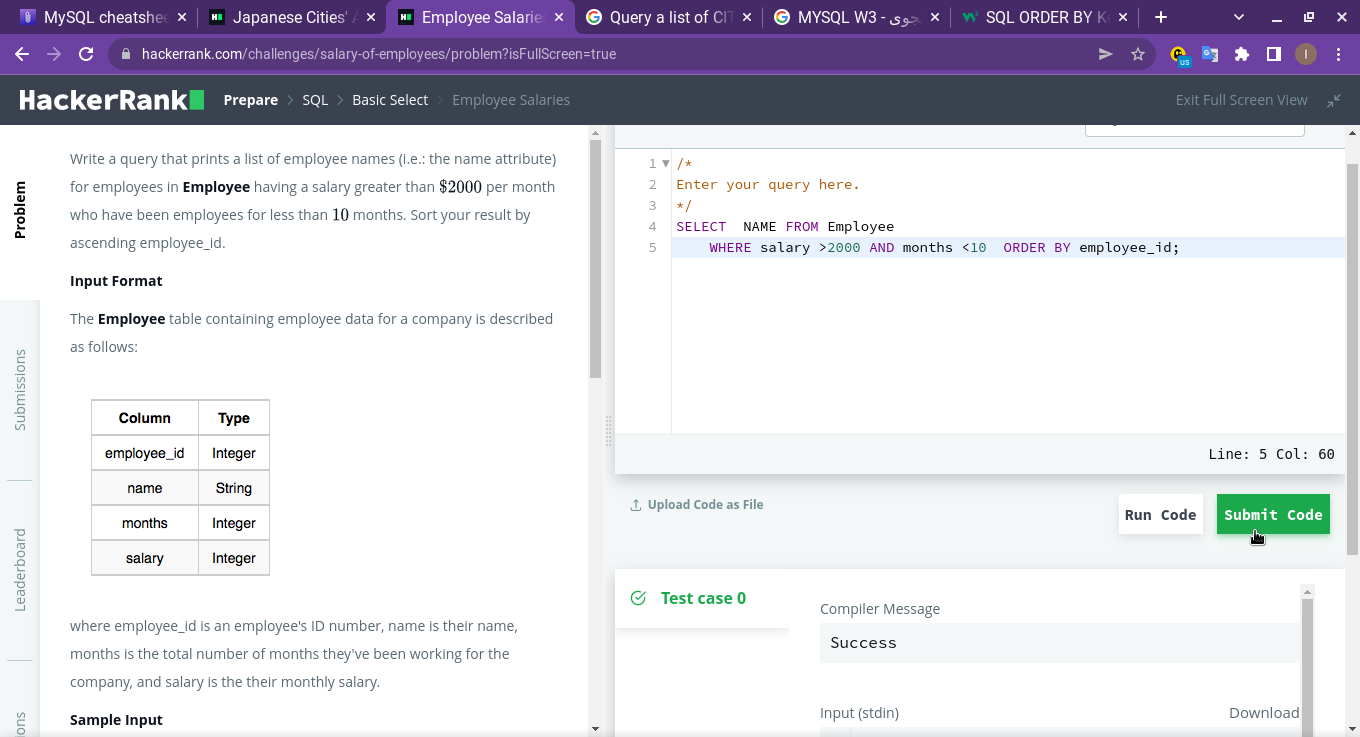 MySQL cheatshee
Japanese Cities' A
Employee Salaries
Query a list of CIT
MYSQL W3 - جوی
SQL ORDER BY K
hackerrank.com/challenges/salary-of-employees/problem?isFullScreen=true
us
I
HackerRank
Prepare > SQL > Basic Select > Employee Salaries
Exit Full Screen View
Problem
Submissions
Leaderboard
Write a query that prints a list of employee names (i.e.: the name attribute)
for employees in Employee having a salary greater than $2000 per month
who have been employees for less than 10 months. Sort your result by
ascending employee_id.
Input Format
The Employee table containing employee data for a company is described
as follows:
Column Type
employee_id Integer
name String
months Integer
salary Integer
where employee_id is an employee's ID number, name is their name,
months is the total number of months they've been working for the
company, and salary is the their monthly salary.
Sample Input
1 /*
2 Enter your query here.
3 */
4 SELECT  NAME FROM Employee
5     WHERE salary >2000 AND months <10  ORDER BY employee_id;
Line: 5 Col: 60
Upload Code as File
Run Code
Submit Code
Test case 0
Compiler Message
Success
Input (stdin)
Download